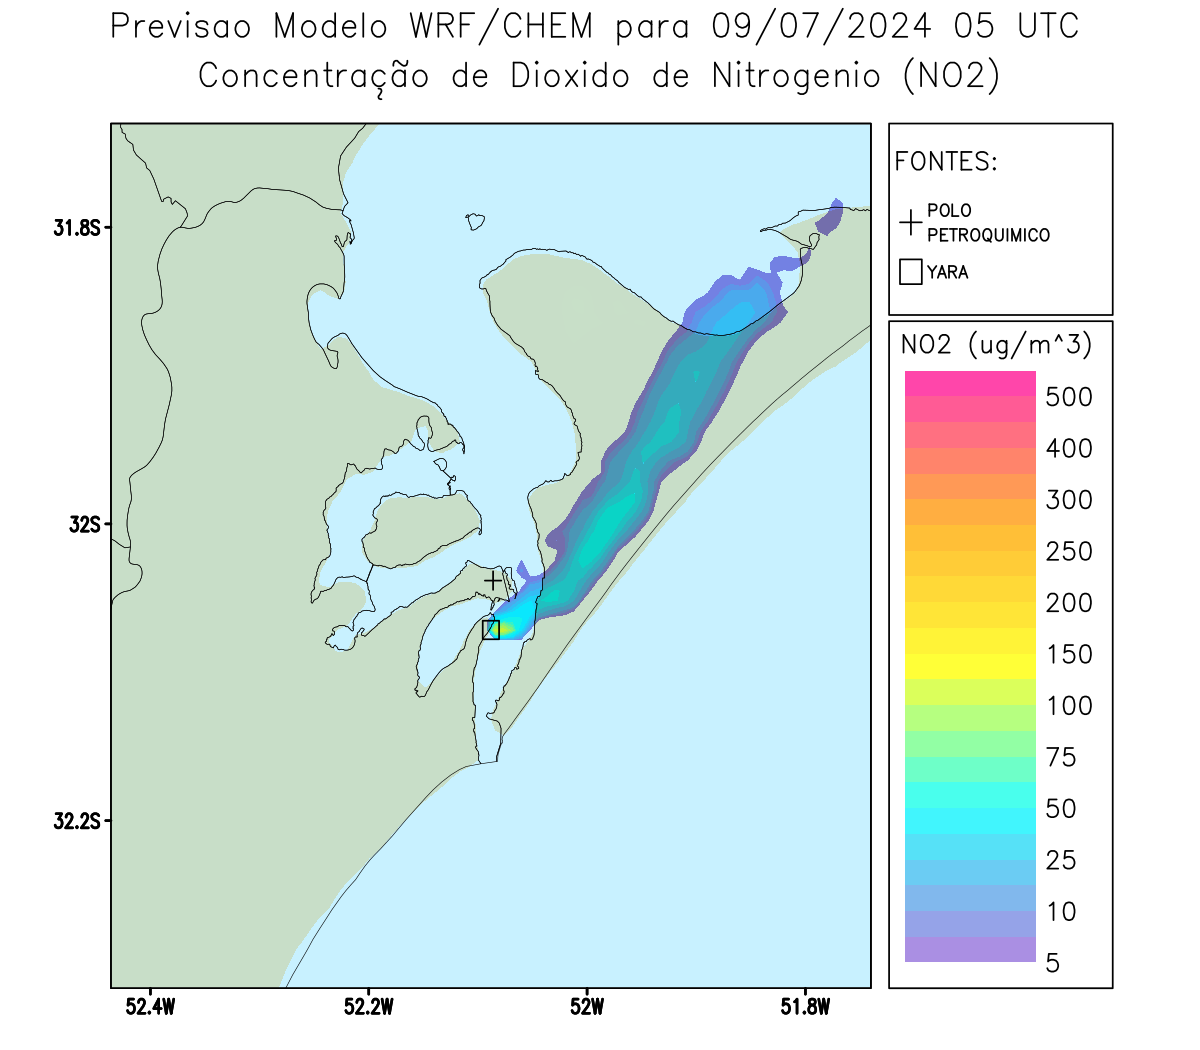 Previsao Modelo WRF/CHEM para 09/07/2024 05 UTC
Concentração de Dioxido de Nitrogenio (NO2)
FONTES:
POLO
PETROQUIMICO
YARA
NO2 (ug/m^3)
500
400
300
250
200
150
100
75
50
25
10
5
31.8S
32S
32.2S
52.4W
52.2W
52W
51.8W